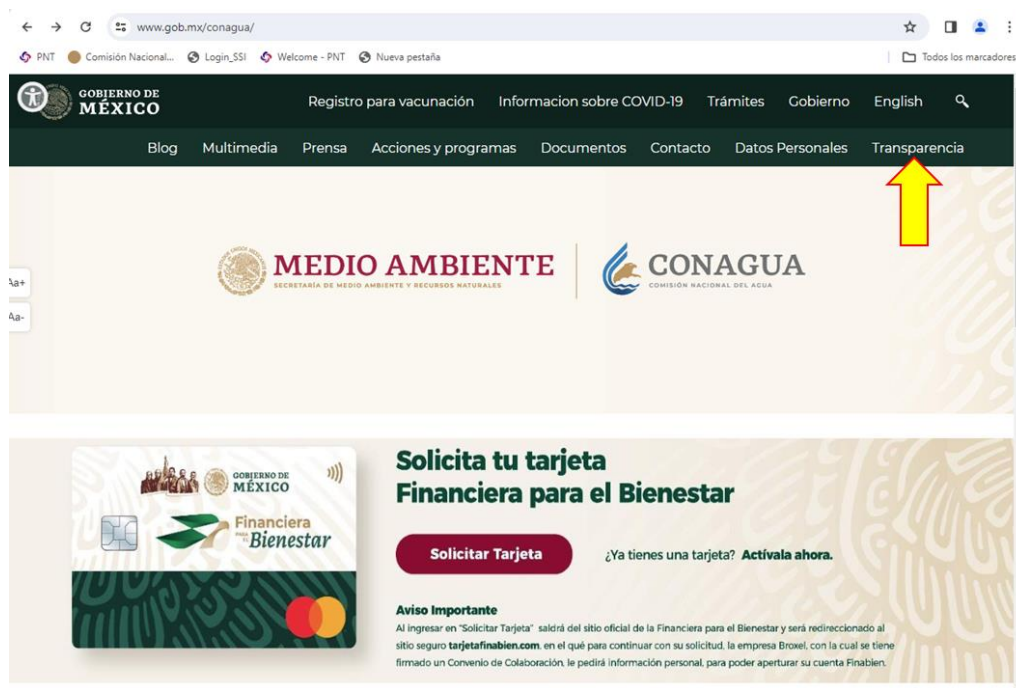 www.gob.mx/conagua/
PNT Comisión Nacional... Login_SSI Welcome - PNT Nueva pestaña Todos los marcadores
GOBIERNO DE
MÉXICO
Registro para vacunación Informacion sobre COVID-19 Trámites Gobierno English
Blog Multimedia Prensa Acciones y programas Documentos Contacto Datos Personales Transparencia
MEDIO AMBIENTE
SECRETARÍA DE MEDIO AMBIENTE Y RECURSOS NATURALES
CONAGUA
COMISIÓN NACIONAL DEL AGUA
Aa+
Aa-
GOBIERNO DE
MÉXICO
Financiera
PARA EL Bienestar
Solicita tu tarjeta
Financiera para el Bienestar
Solicitar Tarjeta ¿Ya tienes una tarjeta? Actívala ahora.
Aviso Importante
Al ingresar en "Solicitar Tarjeta" saldrá del sitio oficial de la Financiera para el Bienestar y será redireccionado al
sitio seguro tarjetafinabien.com, en el qué para continuar con su solicitud, la empresa Broxel, con la cual se tiene
firmado un Convenio de Colaboración, le pedirá información personal, para poder aperturar su cuenta Finabien.